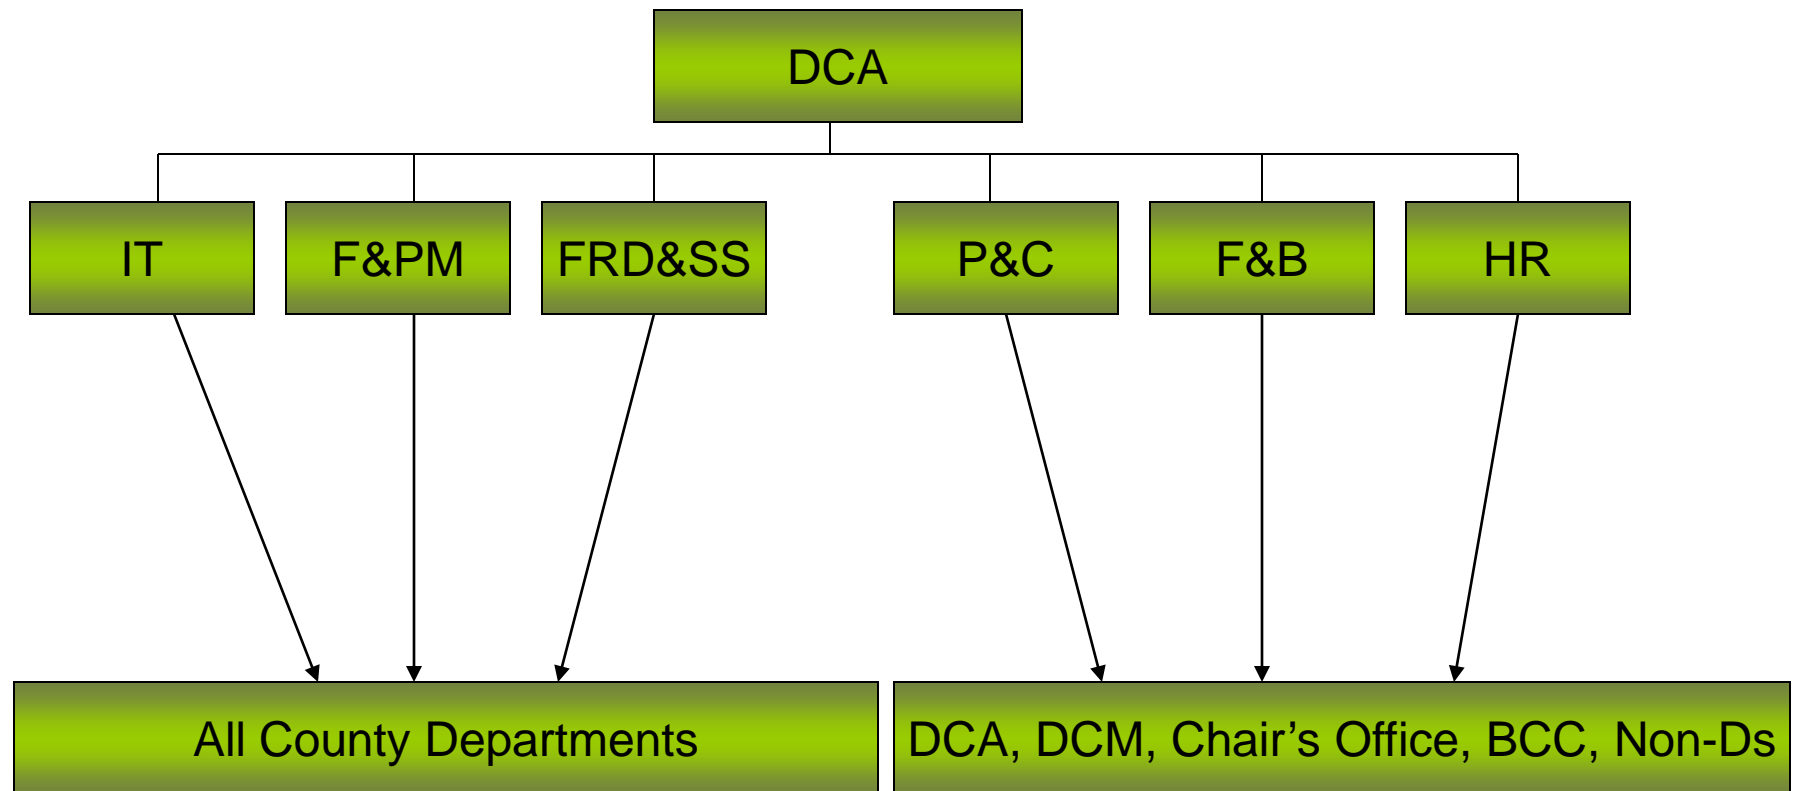 DCA
IT
F&PM
FRD&SS
P&C
F&B
HR
All County Departments
DCA, DCM, Chair’s Office, BCC, Non-Ds